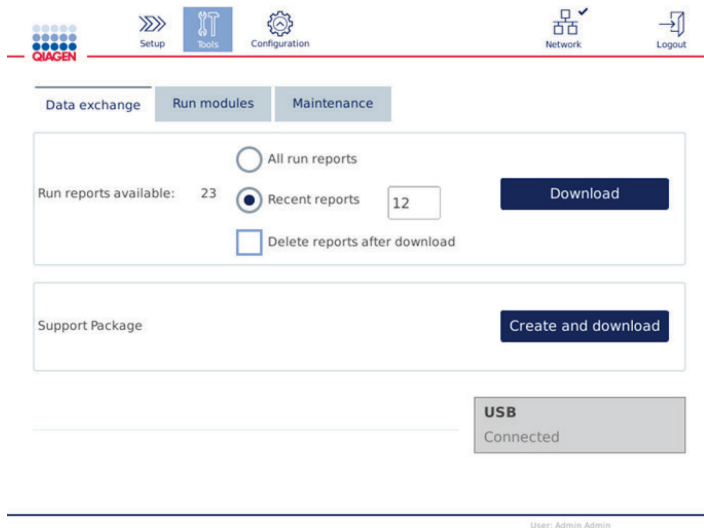 QIAGEN
Setup
Tools
Configuration
Network
Logout
Data exchange
Run modules
Maintenance
All run reports
Run reports available: 23
Recent reports 12
Download
Delete reports after download
Support Package
Create and download
USB
Connected
User: Admin Admin